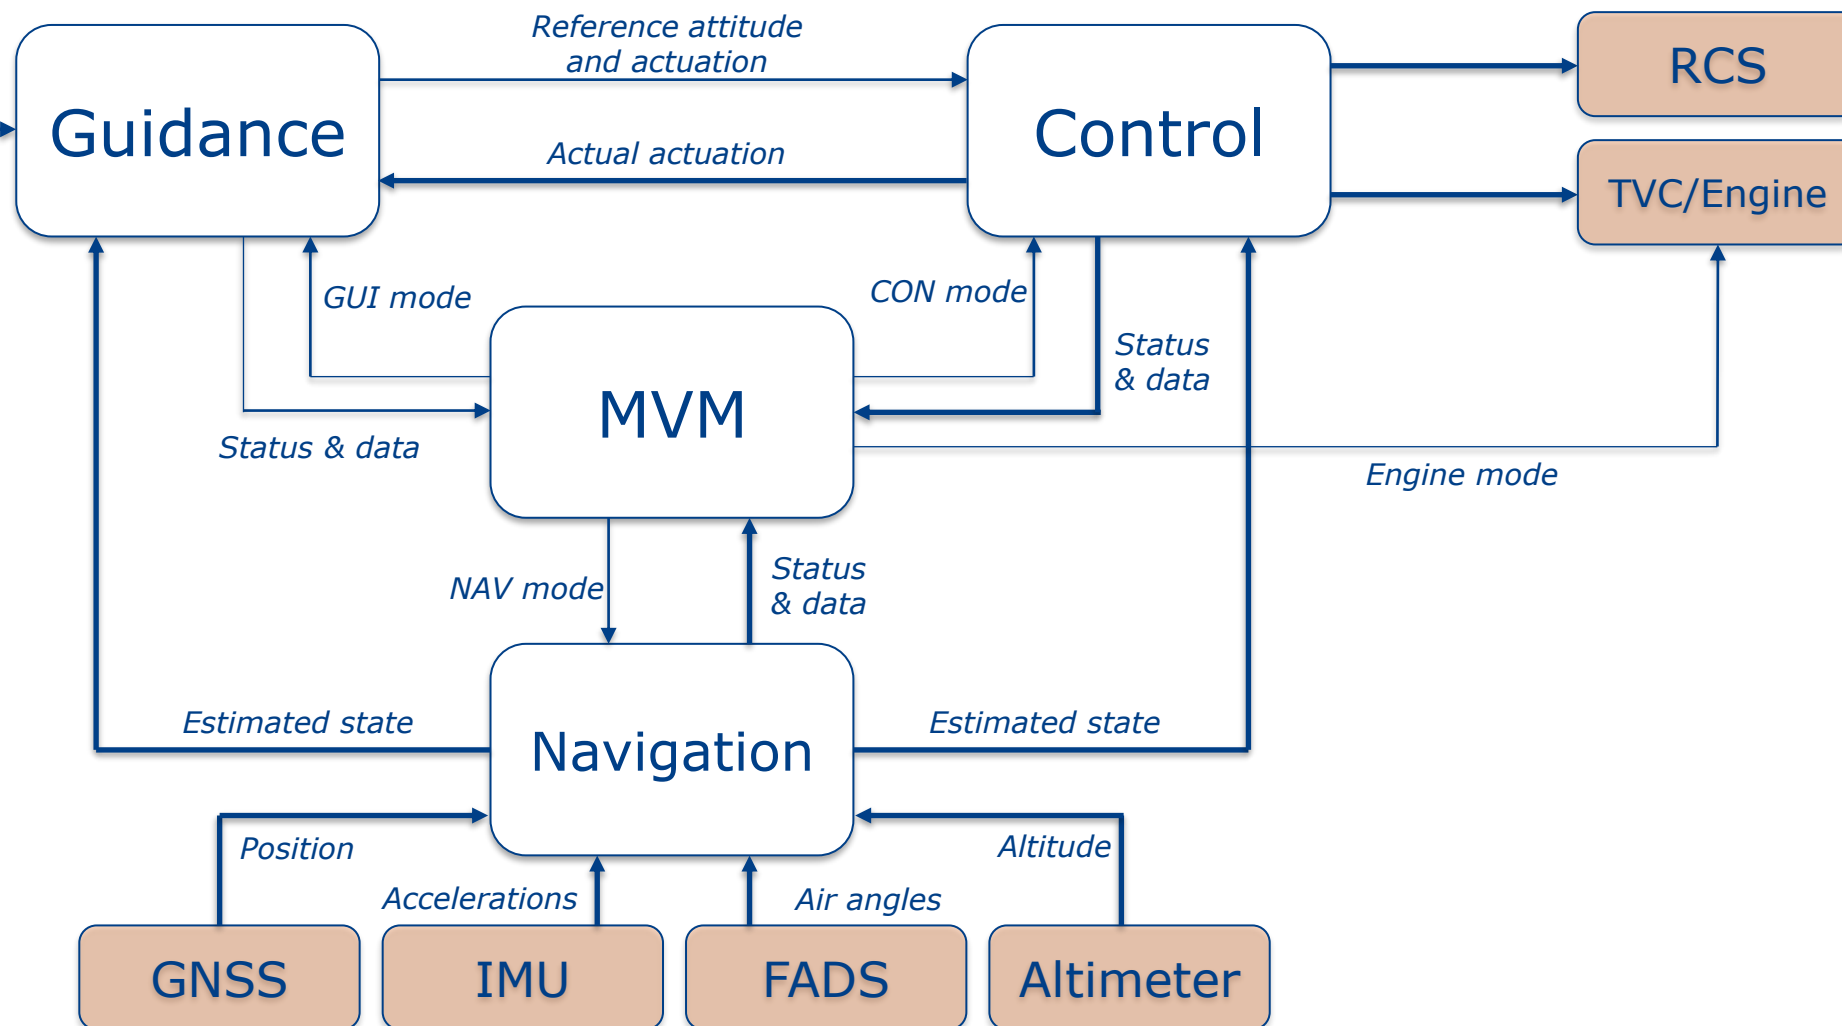 Reference attitude
and actuation
Guidance
Control
RCS
Actual actuation
TVC/Engine
GUI mode
CON mode
Status
& data
MVM
Status & data
Engine mode
NAV mode
Status
& data
Estimated state
Navigation
Estimated state
Position
Altitude
Accelerations
Air angles
GNSS
IMU
FADS
Altimeter